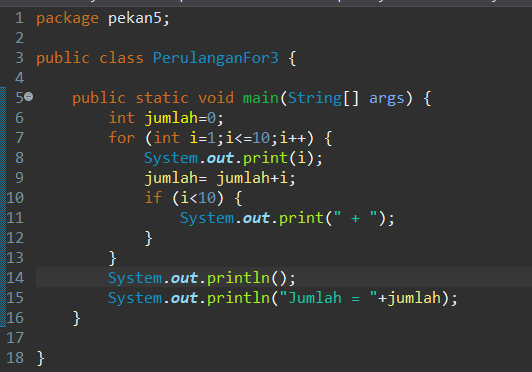 1 package pekan5;
2
3 public class PerulanganFor3 {
4
5     public static void main(String[] args) {
6         int jumlah=0;
7         for (int i=1;i<=10;i++) {
8             System.out.print(i);
9             jumlah= jumlah+i;
10             if (i<10) {
11                 System.out.print(" + ");
12             }
13         }
14         System.out.println();
15         System.out.println("Jumlah = "+jumlah);
16     }
17
18 }